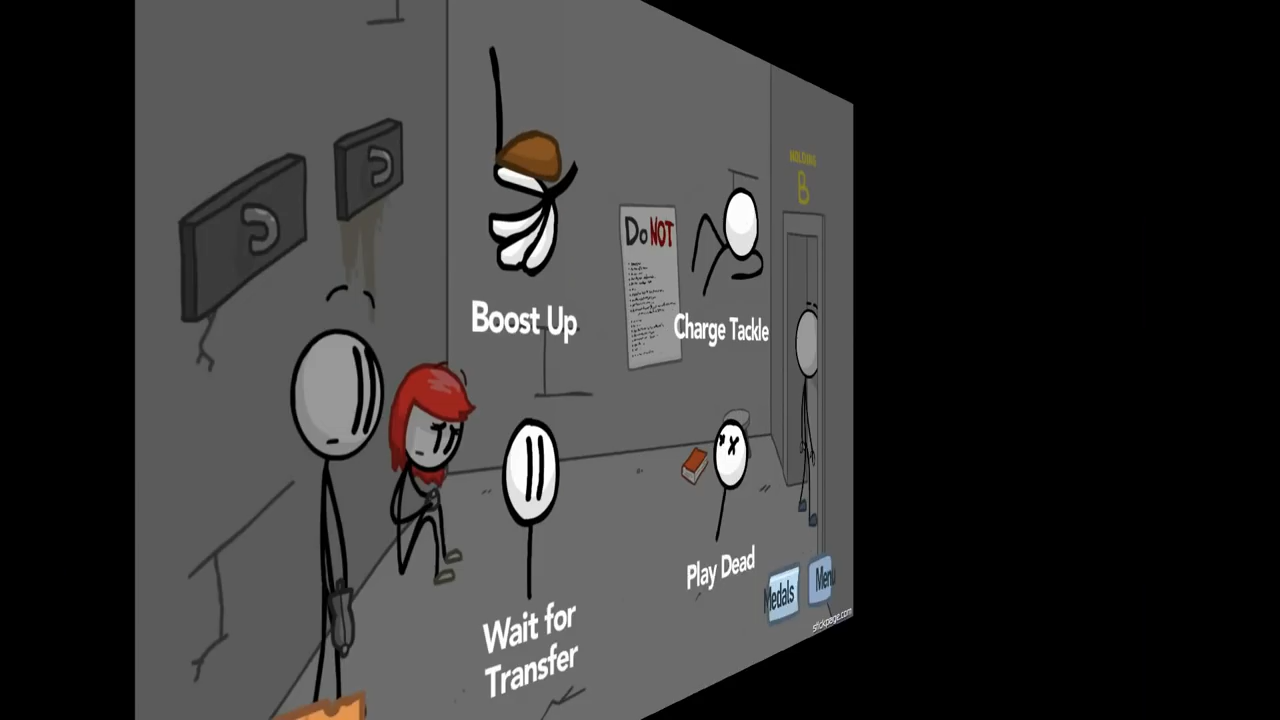 HOLDING
B
Do NOT
Boost Up
Charge Tackle
Wait for
Transfer
Play Dead
Medals
Menu
stickpage.com